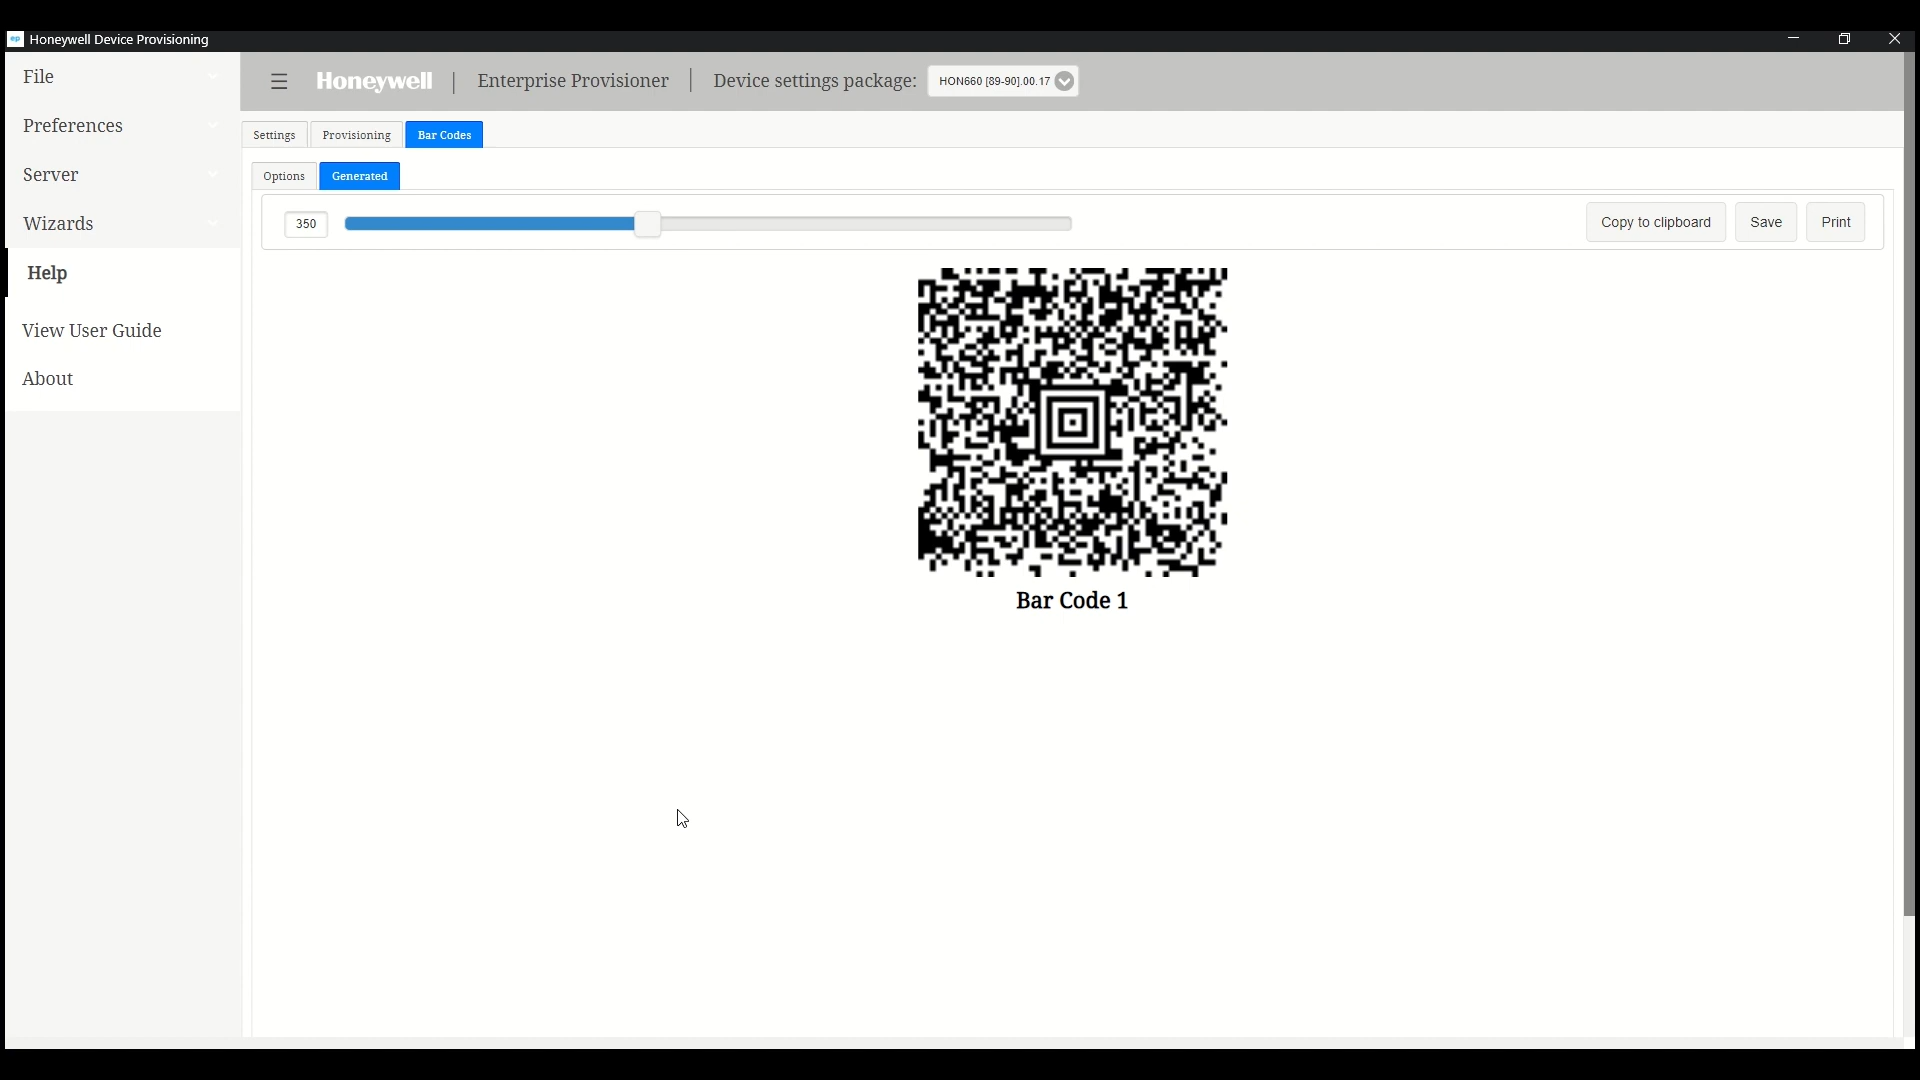 ep Honeywell Device Provisioning
File
Preferences
Server
Wizards
Help
View User Guide
About
Honeywell | Enterprise Provisioner | Device settings package: HON660 [89-90].00.17
Settings Provisioning Bar Codes
Options Generated
350 Copy to clipboard Save Print
Bar Code 1